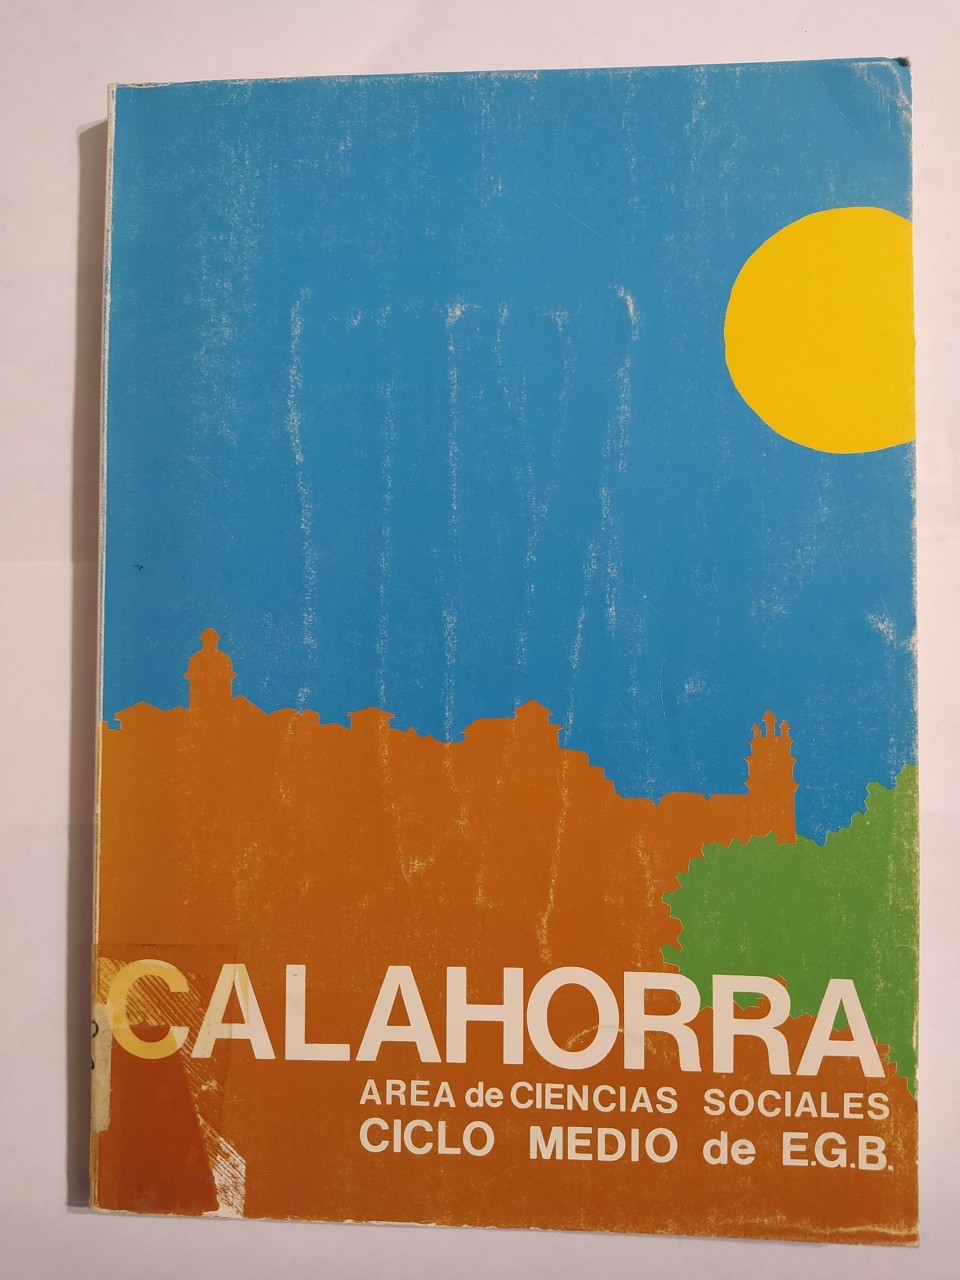 CALAHORRA
AREA de CIENCIAS SOCIALES
CICLO MEDIO de E.G.B.